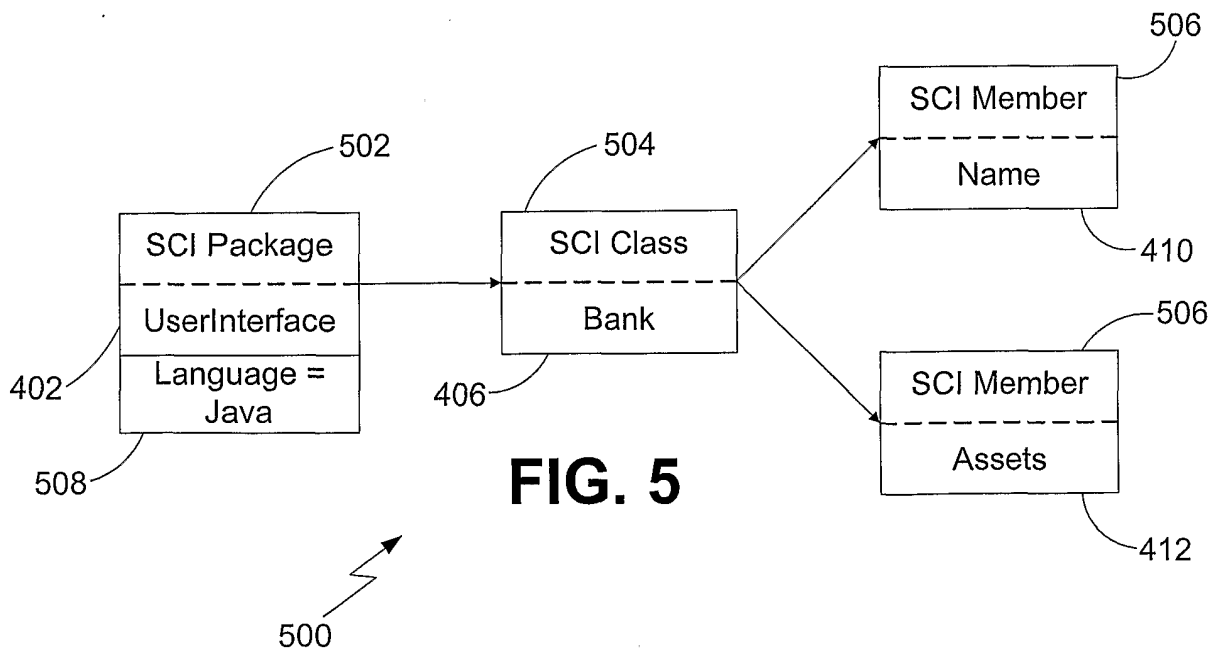 506
SCI Member
Name
410
502
SCI Package
UserInterface
402
Language =
Java
508
504
SCI Class
Bank
406
506
SCI Member
Assets
412
FIG. 5
500